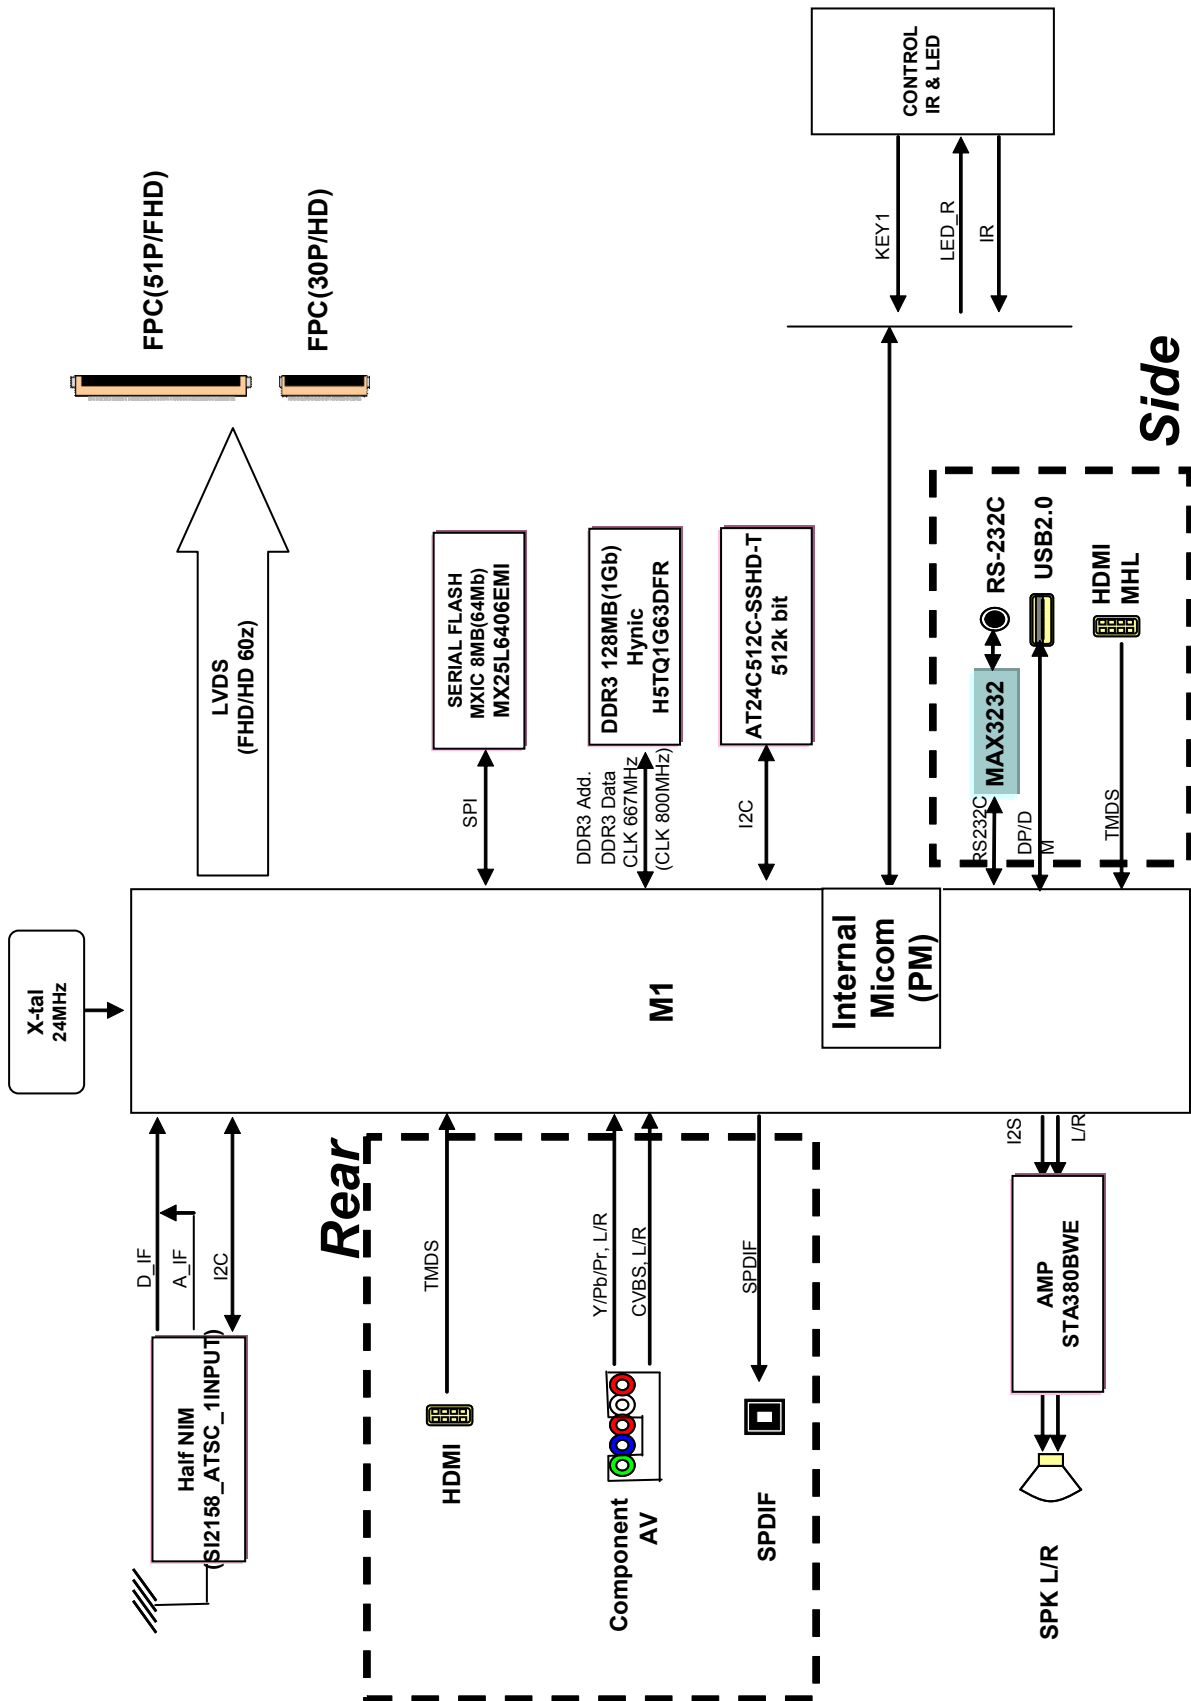 X-tal
24MHz
Half NIM
(SI2158_ATSC_1INPUT)
D_IF
A_IF
I2C
LVDS
(FHD/HD 60z)
FPC(51P/FHD)
FPC(30P/HD)
Rear
HDMI
TMDS
Component
AV
Y/Pb/Pr, L/R
CVBS, L/R
SPDIF
SPDIF
M1
Internal
Micom
(PM)
SPI
SERIAL FLASH
MXIC 8MB(64Mb)
MX25L6406EMI
DDR3 Add.
DDR3 Data
CLK 667MHz
(CLK 800MHz)
DDR3 128MB(1Gb)
Hynic
H5TQ1G63DFR
I2C
AT24C512C-SSHD-T
512k bit
KEY1
LED_R
IR
CONTROL
IR & LED
Side
RS232C
MAX3232
RS-232C
DP/D
M
USB2.0
TMDS
HDMI
MHL
SPK L/R
AMP
STA380BWE
I2S
L/R